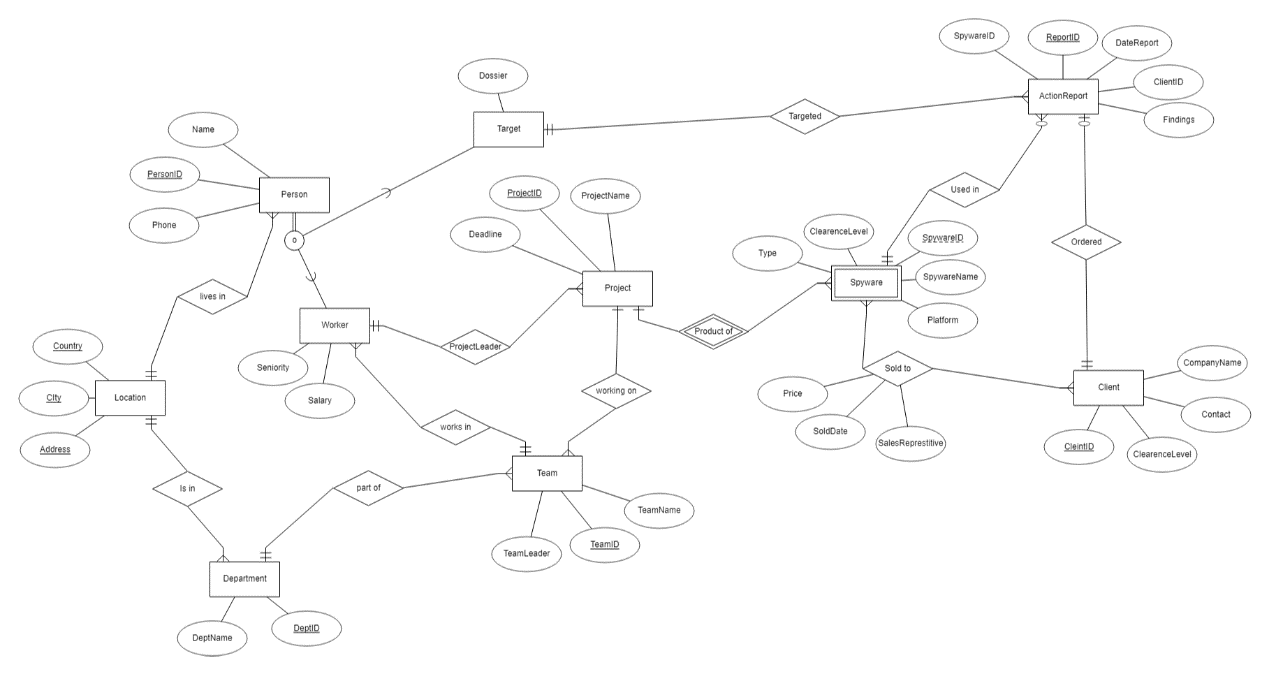 SpywareID
ReportID
DateReport
Dossier
ClientID
ActionReport
Findings
Target
Targeted
Name
PersonID
Person
Phone
ProjectID
ProjectName
Used in
Deadline
ClearenceLevel
SpywareID
o
Type
Ordered
SpywareName
Spyware
Project
lives in
Platform
Worker
Product of
ProjectLeader
Country
Seniority
Salary
CompanyName
Sold to
Client
working on
Price
Location
CIty
Address
Contact
works in
SoldDate
SalesReprestitive
CleintID
ClearenceLevel
Team
Is in
part of
TeamName
TeamLeader
TeamID
Department
DeptName
DeptID